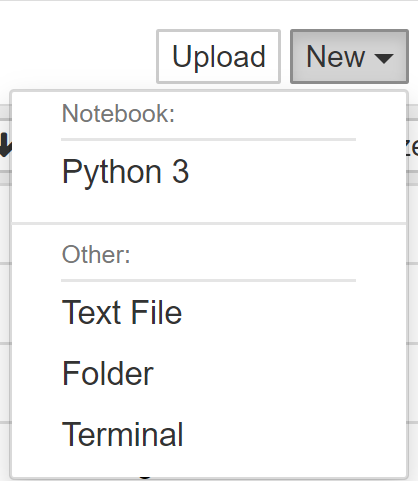 Upload New
Notebook:
Python 3
Other:
Text File
Folder
Terminal